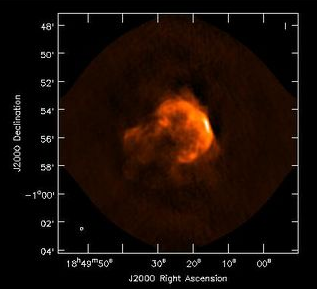 48'
50'
52'
54'
56'
58'
-1°00'
02'
04'
J2000 Declination
18ʰ49ᵐ50ˢ
30ˢ
20ˢ
10ˢ
00ˢ
J2000 Right Ascension